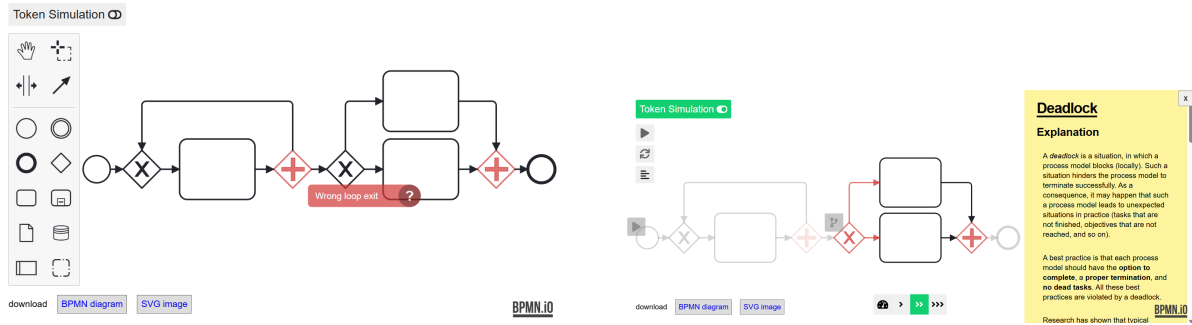 Token Simulation
Wrong loop exit ?
download BPMN diagram SVG image
BPMN.iO
Token Simulation
download BPMN diagram SVG image
x
Deadlock
Explanation
A deadlock is a situation, in which a
process model blocks (locally). Such a
situation hinders the process model to
terminate successfully. As a
consequence, it may happen that such
a process model leads to unexpected
situations in practice (tasks that are
not finished, objectives that are not
reached, and so on).
A best practice is that each process
model should have the option to
complete, a proper termination, and
no dead tasks. All these best
practices are violated by a deadlock.
Research has shown that typical
BPMN.iO